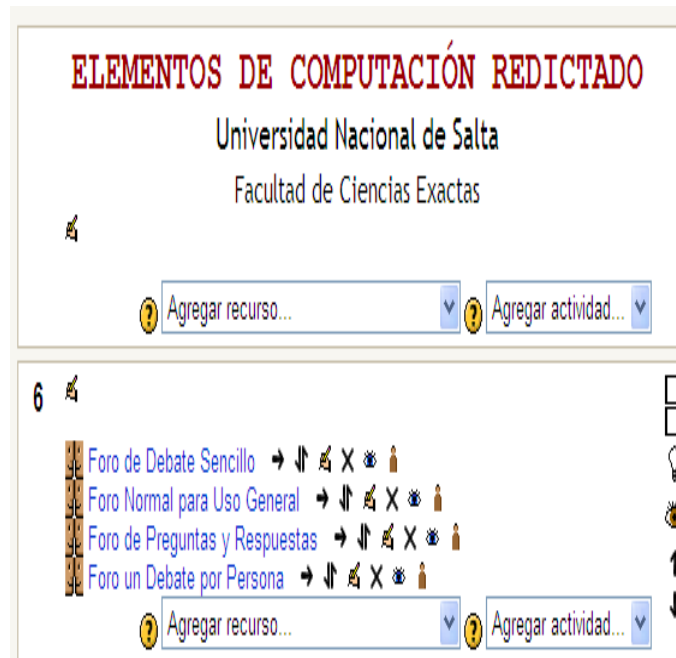 ELEMENTOS DE COMPUTACIÓN REDICTADO
Universidad Nacional de Salta
Facultad de Ciencias Exactas
Agregar recurso... Agregar actividad...
6
Foro de Debate Sencillo
Foro Normal para Uso General
Foro de Preguntas y Respuestas
Foro un Debate por Persona
Agregar recurso... Agregar actividad...